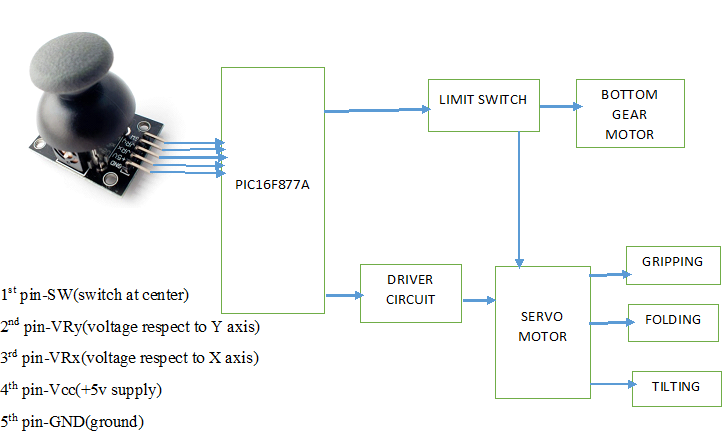 LIMIT SWITCH
BOTTOM
GEAR
MOTOR
PIC16F877A
DRIVER
CIRCUIT
SERVO
MOTOR
GRIPPING
FOLDING
TILTING
1st pin-SW(switch at center)
2nd pin-VRy(voltage respect to Y axis)
3rd pin-VRx(voltage respect to X axis)
4th pin-Vcc(+5v supply)
5th pin-GND(ground)